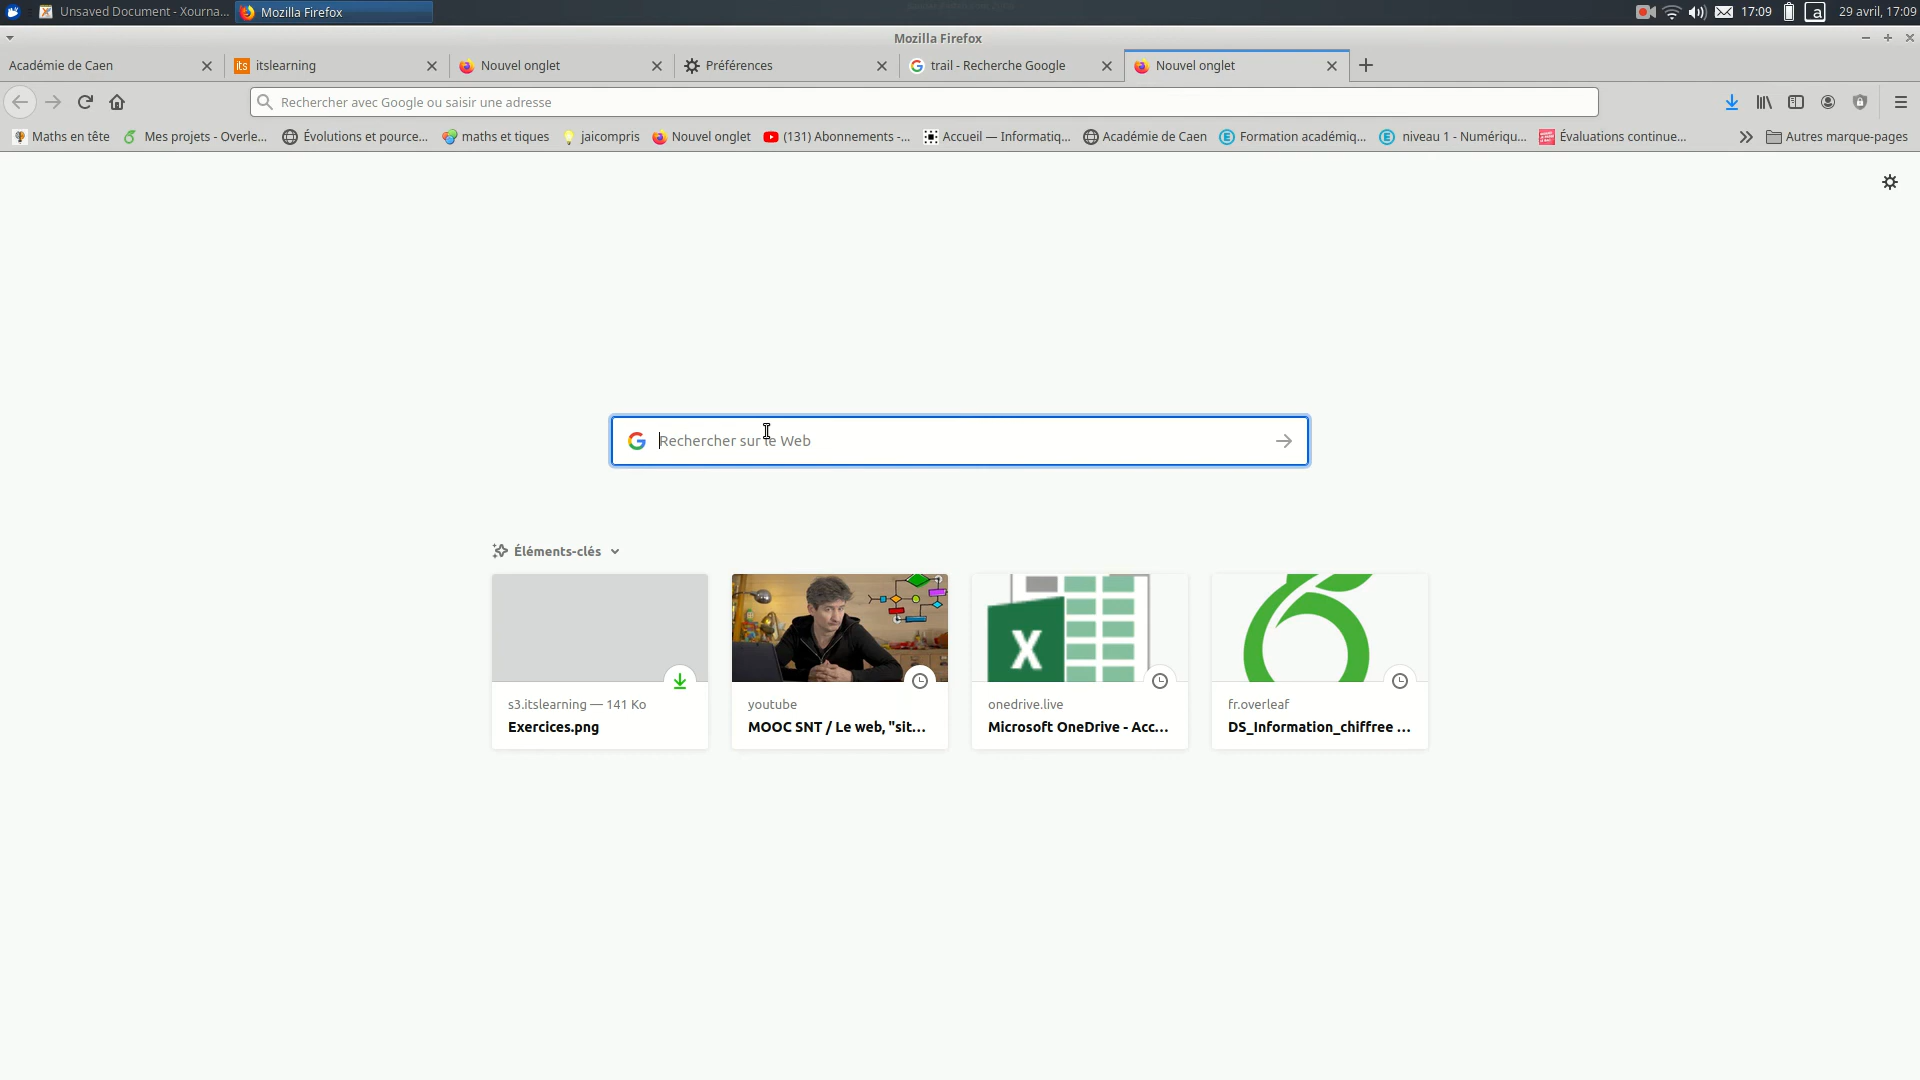 Unsaved Document - Xourna... Mozilla Firefox 17:09 a 29 avril, 17:09
Mozilla Firefox
Académie de Caen its itslearning Nouvel onglet Préférences trail - Recherche Google Nouvel onglet
Rechercher avec Google ou saisir une adresse
Maths en tête Mes projets - Overle... Évolutions et pource... maths et tiques jaicompris Nouvel onglet (131) Abonnements -... Accueil — Informatiq... Académie de Caen Formation académiq... niveau 1 - Numériqu... Évaluations continue... Autres marque-pages
Rechercher sur le Web
Éléments-clés
s3.itslearning — 141 Ko youtube onedrive.live fr.overleaf
Exercices.png MOOC SNT / Le web, "sit... Microsoft OneDrive - Acc... DS_Information_chiffree ...